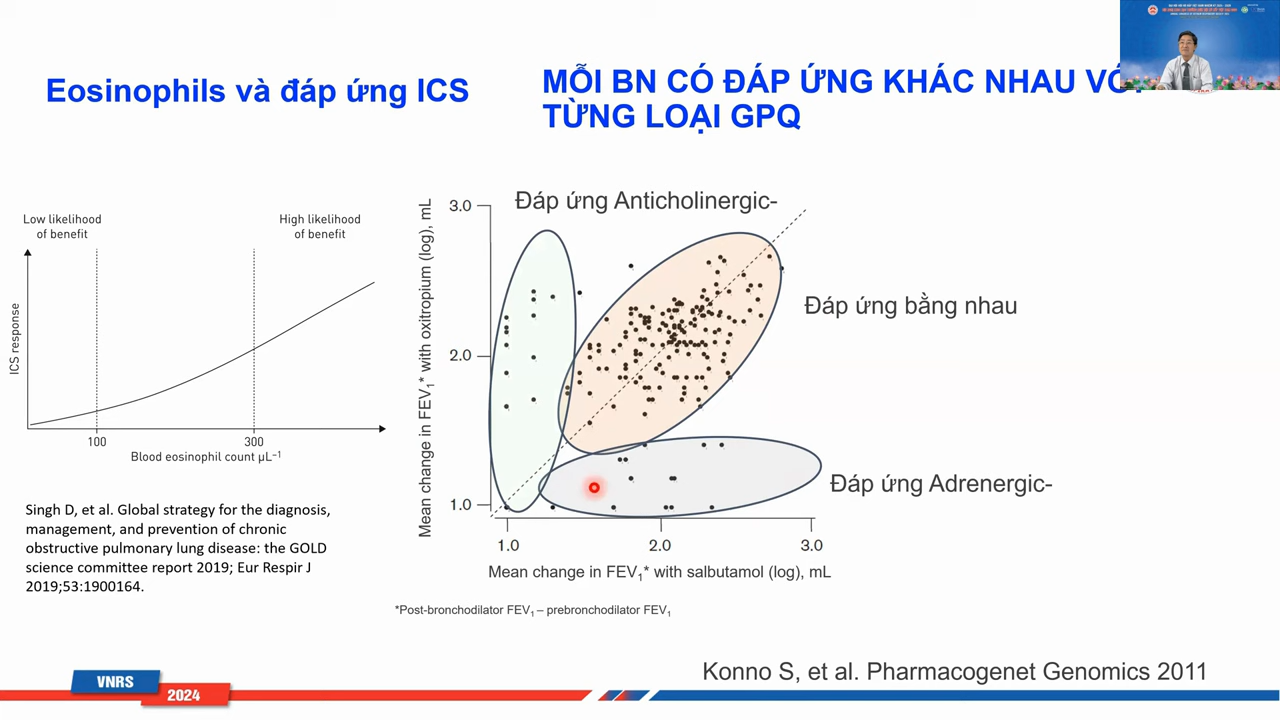 Eosinophils và đáp ứng ICS
MỖI BN CÓ ĐÁP ỨNG KHÁC NHAU
TỪNG LOẠI GPQ
Low likelihood
of benefit
High likelihood
of benefit
ICS response
100
300
Blood eosinophil count µL⁻¹
Singh D, et al. Global strategy for the diagnosis,
management, and prevention of chronic
obstructive pulmonary lung disease: the GOLD
science committee report 2019; Eur Respir J
2019;53:1900164.
Đáp ứng Anticholinergic-
Đáp ứng bằng nhau
Đáp ứng Adrenergic-
Mean change in FEV₁* with oxitropium (log), mL
3.0
2.0
1.0
1.0
2.0
3.0
Mean change in FEV₁* with salbutamol (log), mL
*Post-bronchodilator FEV₁ – prebronchodilator FEV₁
Konno S, et al. Pharmacogenet Genomics 2011
VNRS
2024